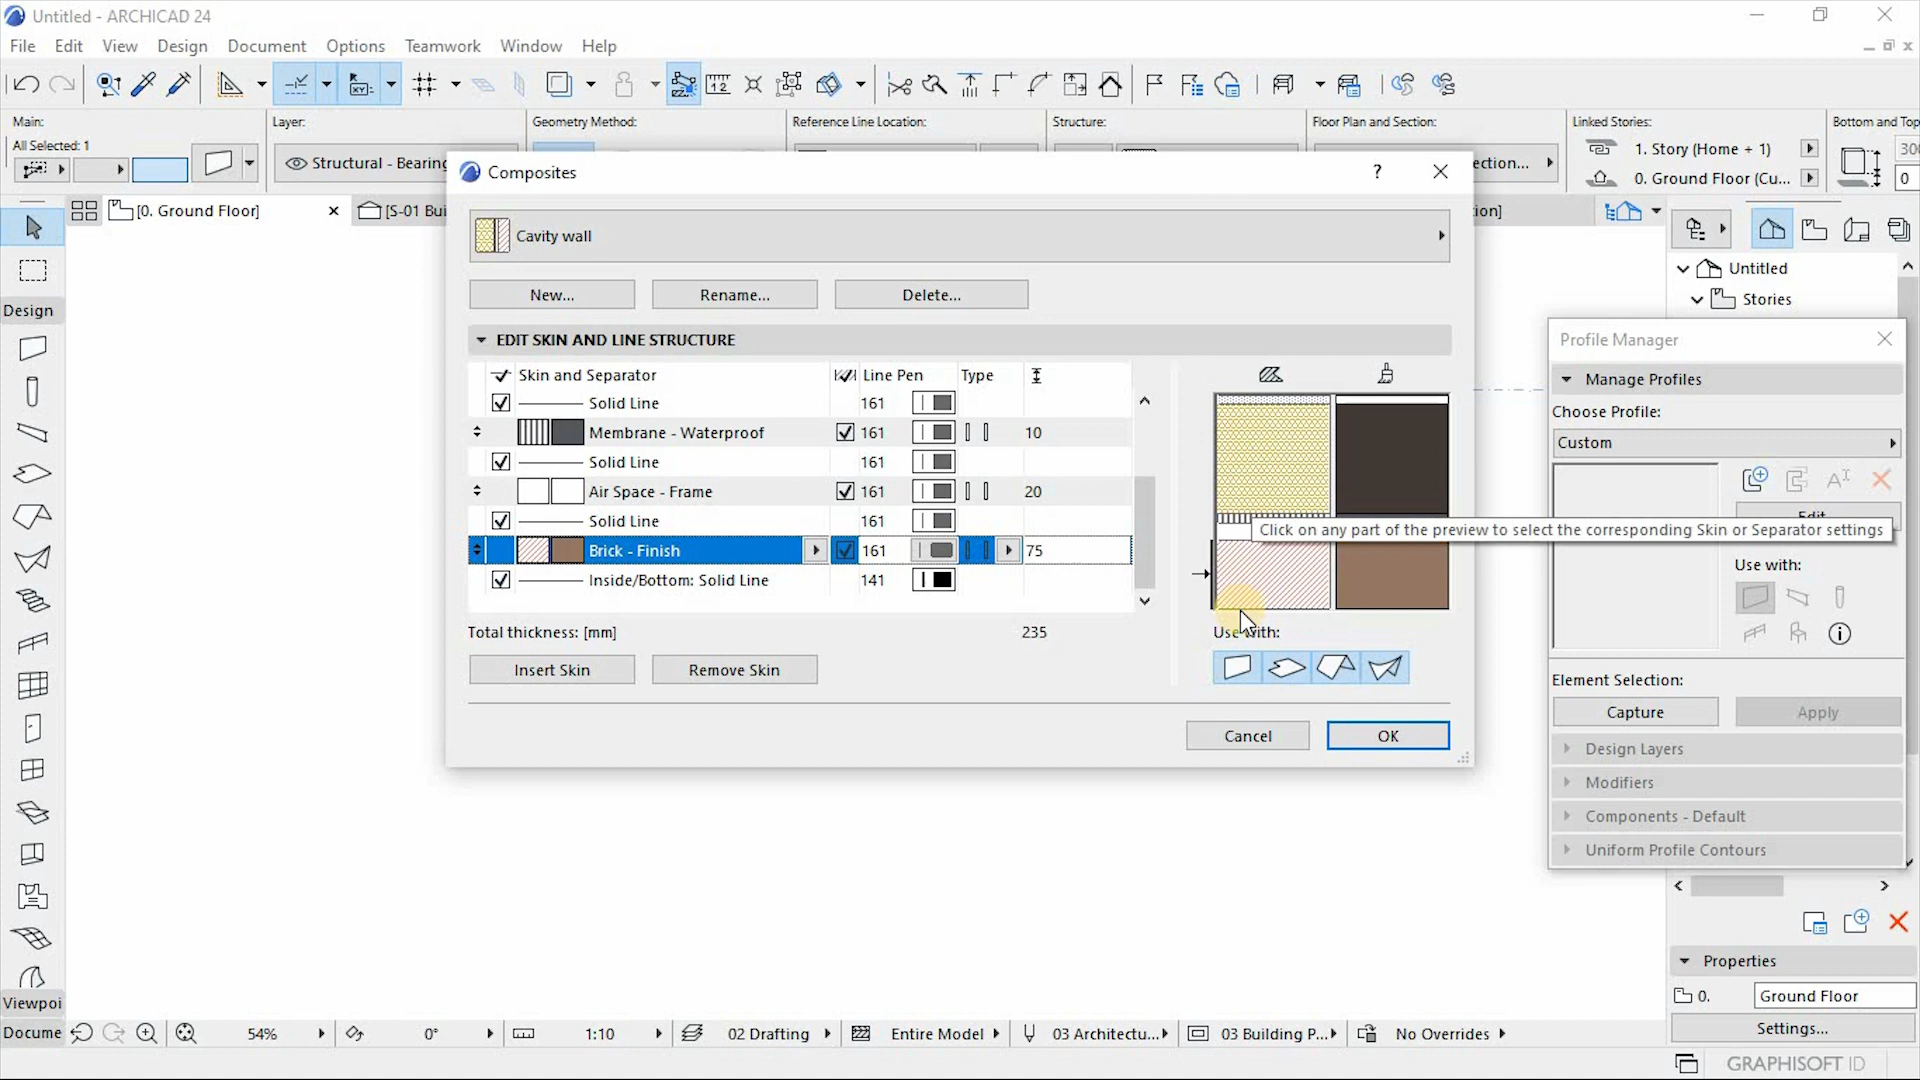 Untitled - ARCHICAD 24
File Edit View Design Document Options Teamwork Window Help
Main:
All Selected: 1
Layer:
Structural - Bearing
Geometry Method:
Reference Line Location:
Structure:
Floor Plan and Section:
ection...
Linked Stories:
1. Story (Home + 1)
0. Ground Floor (Cu...
Bottom and Top
300
0
[0. Ground Floor]
[S-01 Bui
ion]
Composites
?
Cavity wall
New... Rename... Delete...
EDIT SKIN AND LINE STRUCTURE
Skin and Separator Line Pen Type
Solid Line 161
Membrane - Waterproof 161 10
Solid Line 161
Air Space - Frame 161 20
Solid Line 161
Brick - Finish 161 75
Inside/Bottom: Solid Line 141
Total thickness: [mm] 235
Insert Skin Remove Skin
Click on any part of the preview to select the corresponding Skin or Separator settings
Use with:
Cancel OK
Untitled
Stories
Profile Manager
Manage Profiles
Choose Profile:
Custom
Edit
Use with:
Element Selection:
Capture Apply
Design Layers
Modifiers
Components - Default
Uniform Profile Contours
Properties
0. Ground Floor
Settings...
Design
Viewpoi
Docume
54% 0° 1:10 02 Drafting Entire Model 03 Architectu... 03 Building P... No Overrides
GRAPHISOFT ID